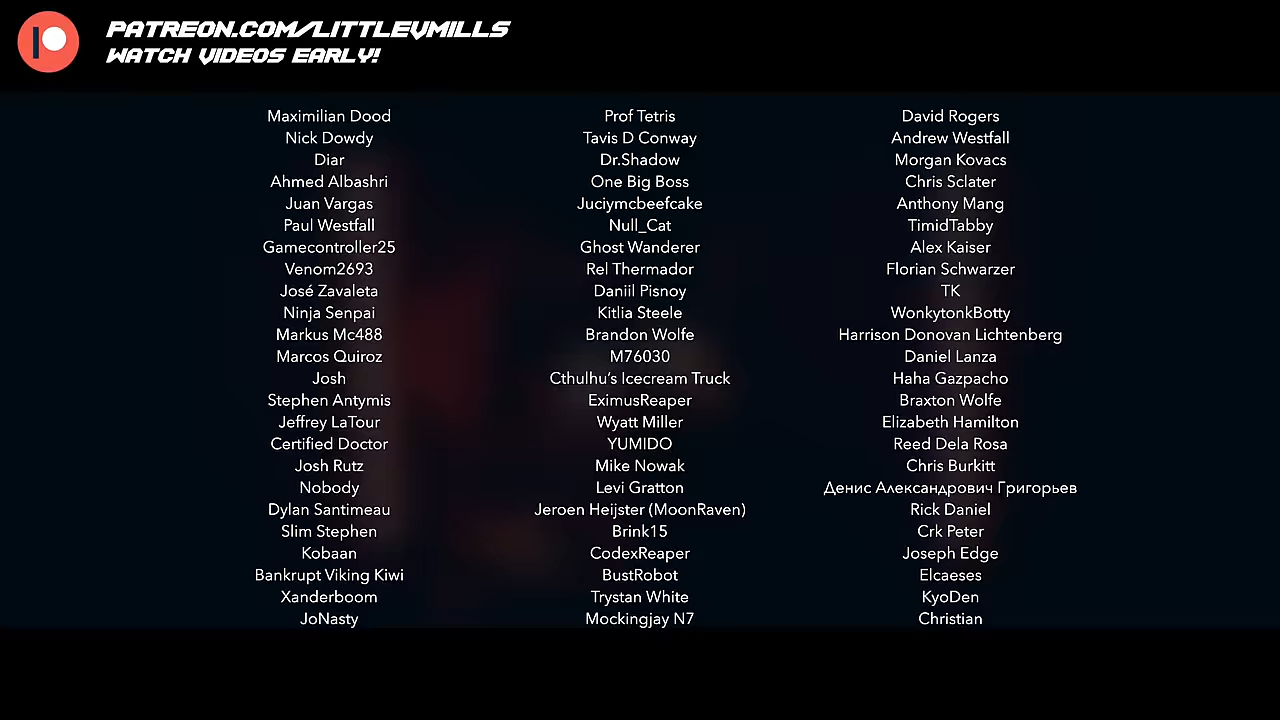 PATREON.COM/LITTLEVMILLS
WATCH VIDEOS EARLY!
Maximilian Dood
Nick Dowdy
Diar
Ahmed Albashri
Juan Vargas
Paul Westfall
Gamecontroller25
Venom2693
José Zavaleta
Ninja Senpai
Markus Mc488
Marcos Quiroz
Josh
Stephen Antymis
Jeffrey LaTour
Certified Doctor
Josh Rutz
Nobody
Dylan Santimeau
Slim Stephen
Kobaan
Bankrupt Viking Kiwi
Xanderboom
JoNasty
Prof Tetris
Tavis D Conway
Dr.Shadow
One Big Boss
Juciymcbeefcake
Null_Cat
Ghost Wanderer
Rel Thermador
Daniil Pisnoy
Kitlia Steele
Brandon Wolfe
M76030
Cthulhu’s Icecream Truck
EximusReaper
Wyatt Miller
YUMIDO
Mike Nowak
Levi Gratton
Jeroen Heijster (MoonRaven)
Brink15
CodexReaper
BustRobot
Trystan White
Mockingjay N7
David Rogers
Andrew Westfall
Morgan Kovacs
Chris Sclater
Anthony Mang
TimidTabby
Alex Kaiser
Florian Schwarzer
TK
WonkytonkBotty
Harrison Donovan Lichtenberg
Daniel Lanza
Haha Gazpacho
Braxton Wolfe
Elizabeth Hamilton
Reed Dela Rosa
Chris Burkitt
Денис Александрович Григорьев
Rick Daniel
Crk Peter
Joseph Edge
Elcaeses
KyoDen
Christian